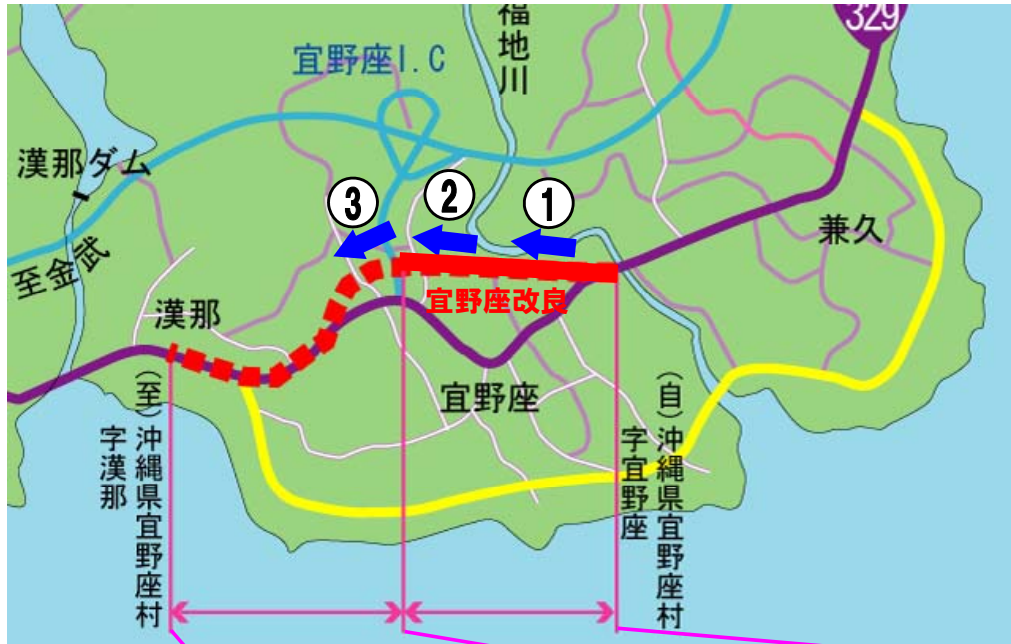 329
福地川
宜野座I.C
漢那ダム
③
②
①
兼久
至金武
宜野座改良
漢那
宜野座
（至）沖縄県宜野座村
字漢那
（自）沖縄県宜野座村
字宜野座